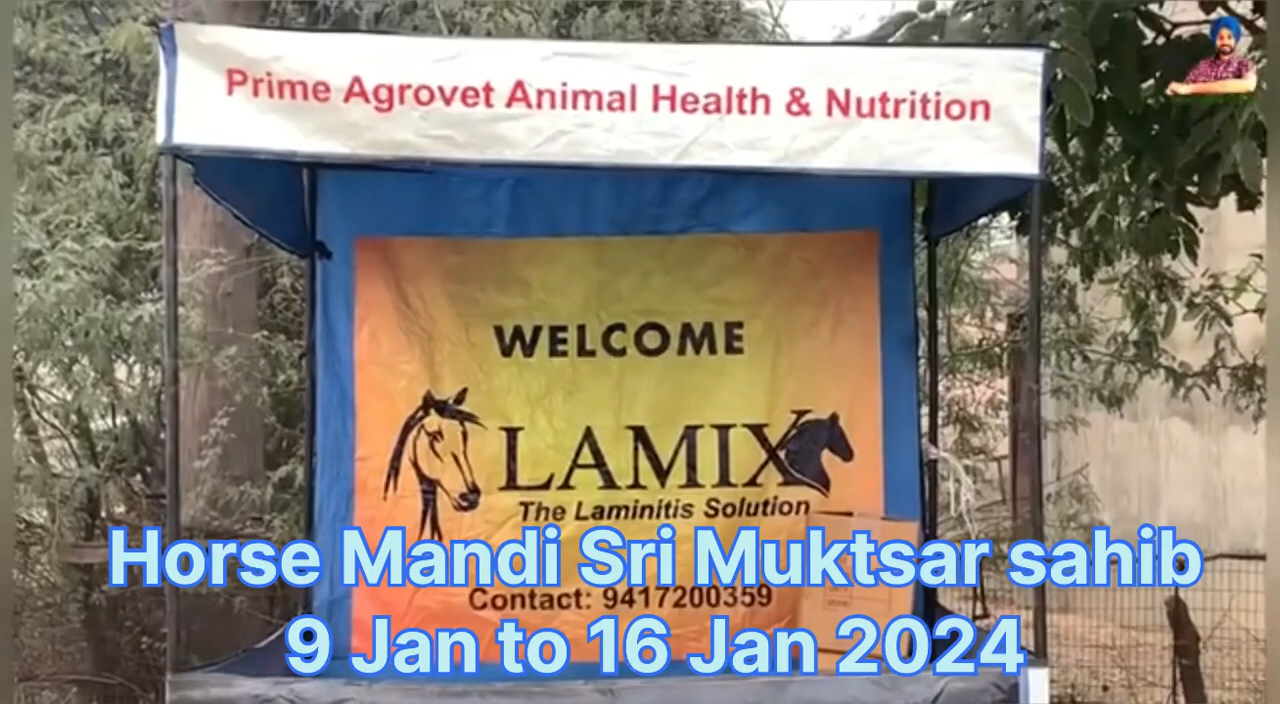 Prime Agrovet Animal Health & Nutrition
WELCOME
LAMIX
The Laminitis Solution
Horse Mandi Sri Muktsar sahib
Contact: 9417200359
9 Jan to 16 Jan 2024